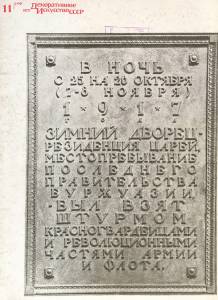 11
Декоративное
Искусство СССР
В НОЧЬ
С 25 НА 26 ОКТЯБРЯ
(7-8 НОЯБРЯ)
1917
ЗИМНИЙ ДВОРЕЦ-
РЕЗИДЕНЦИЯ ЦАРЕЙ,
МЕСТОПРЕБЫВАНИЕ
ПОСЛЕДНЕГО
ПРАВИТЕЛЬСТВА
БУРЖУАЗИИ,
БЫЛ ВЗЯТ
ШТУРМОМ
КРАСНОГВАРДЕЙЦАМИ
И РЕВОЛЮЦИОННЫМИ
ЧАСТЯМИ АРМИИ
И ФЛОТА.